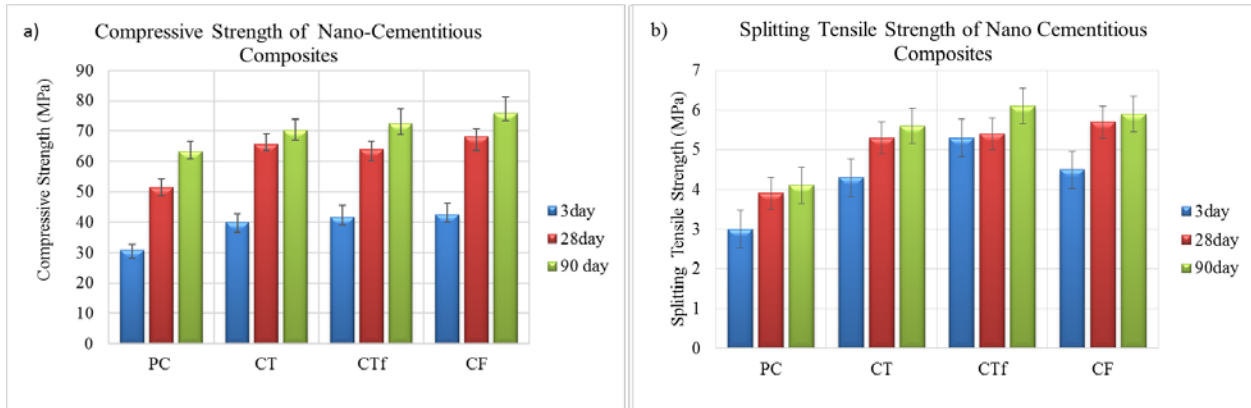 a)
Compressive Strength of Nano-Cementitious
Composites
Compressive Strength (MPa)
90
80
70
60
50
40
30
20
10
0
PC CT CTf CF
3day
28day
90 day
b)
Splitting Tensile Strength of Nano Cementitious
Composites
Splitting Tensile Strength (MPa)
7
6
5
4
3
2
1
0
PC CT CTf CF
3day
28day
90day